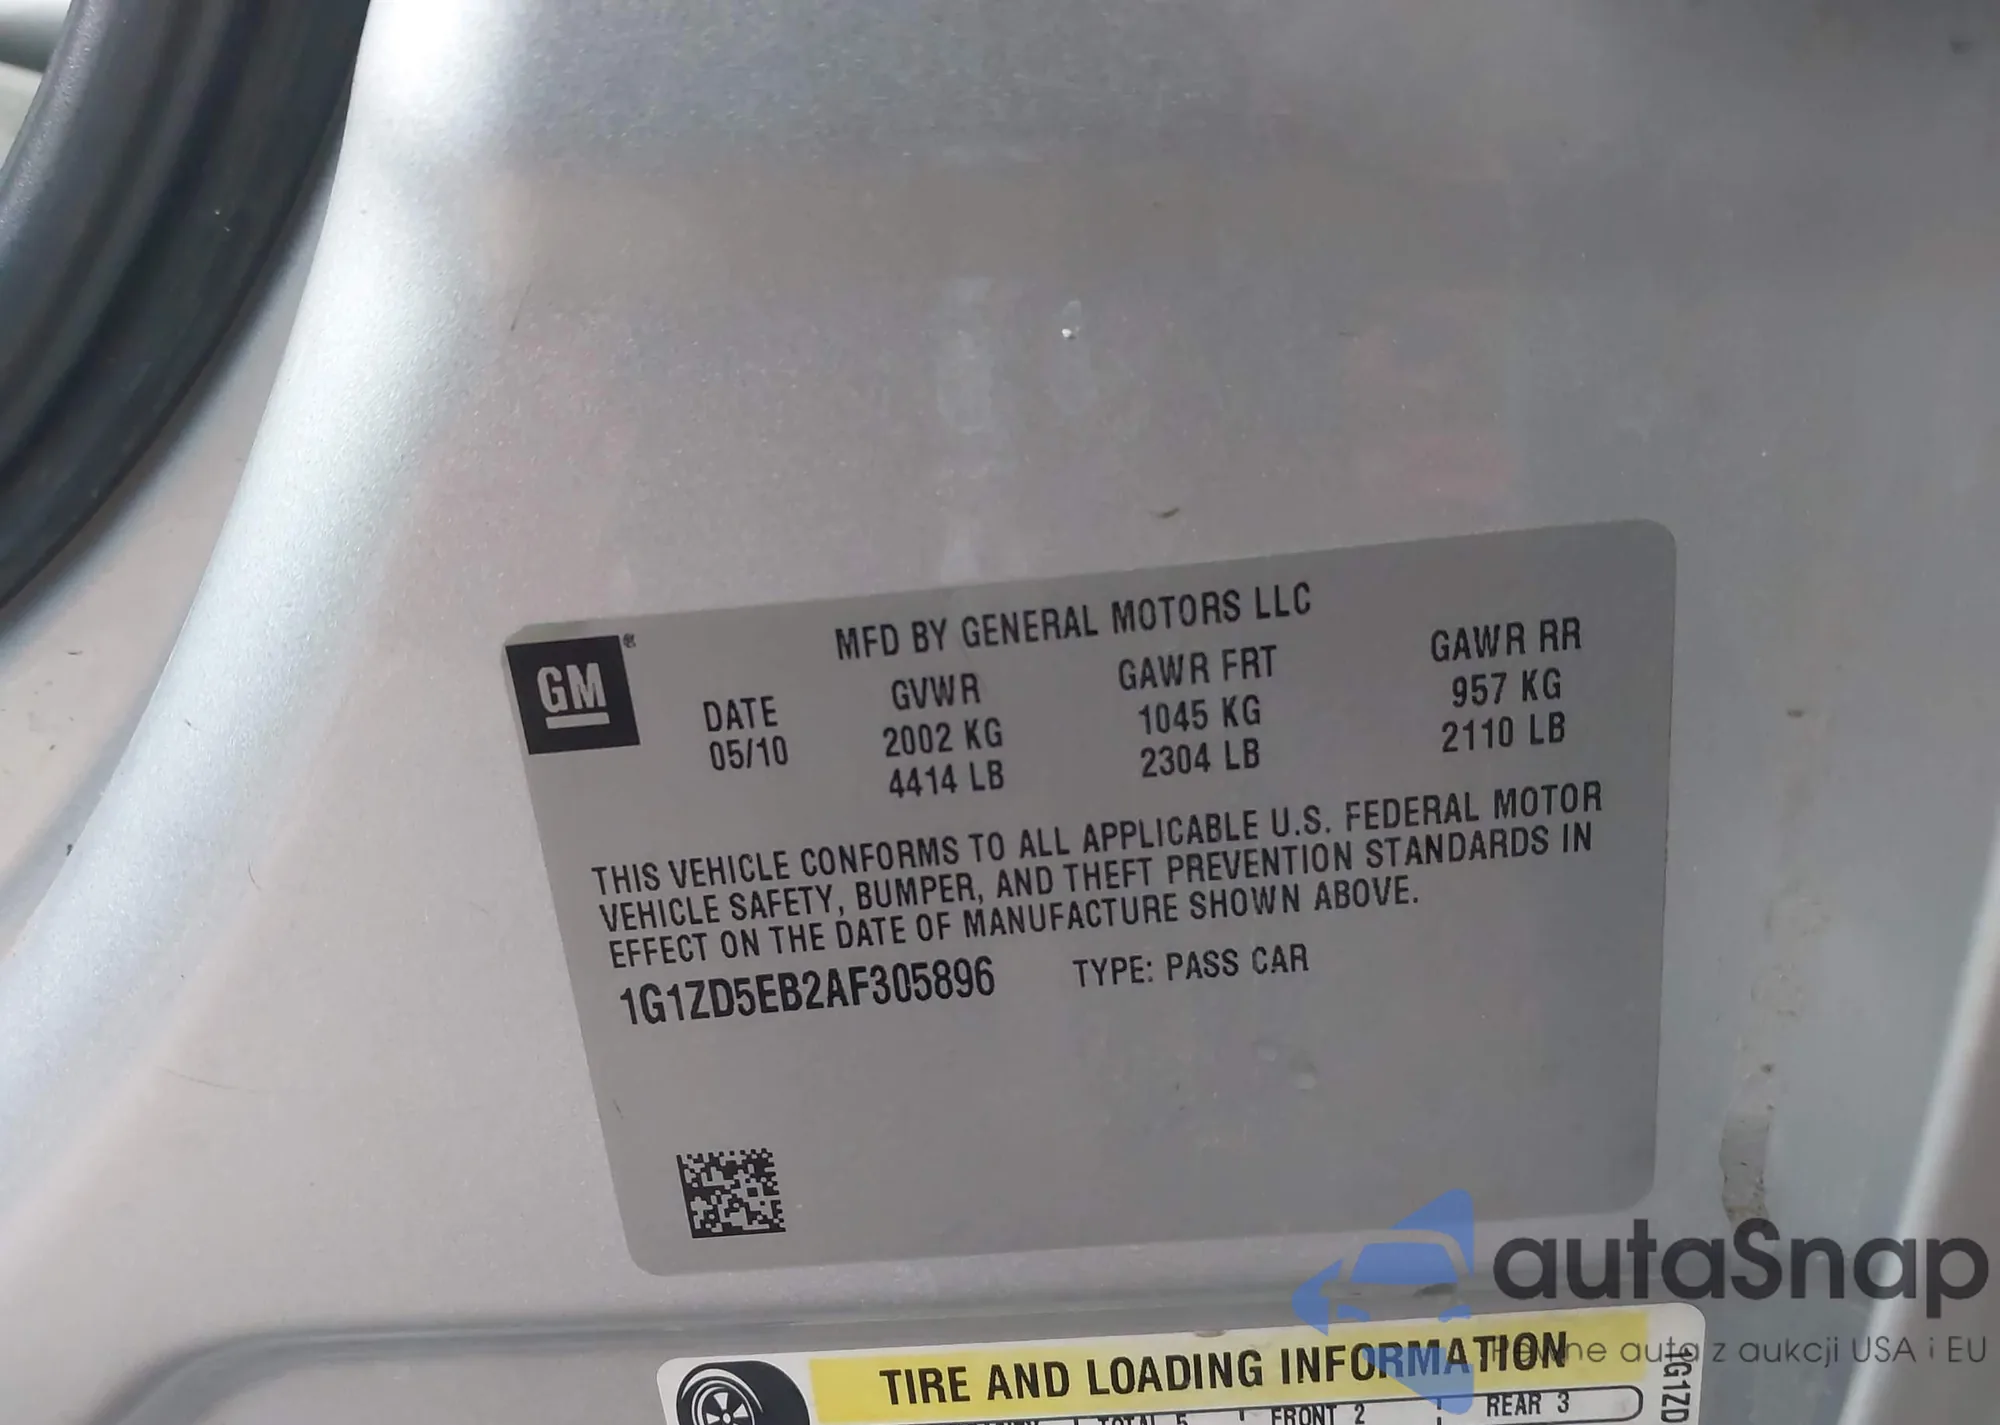 MFD BY GENERAL MOTORS LLC
GM®
DATE GVWR GAWR FRT GAWR RR
05/10 2002 KG 1045 KG 957 KG
4414 LB 2304 LB 2110 LB
THIS VEHICLE CONFORMS TO ALL APPLICABLE U.S. FEDERAL MOTOR
VEHICLE SAFETY, BUMPER, AND THEFT PREVENTION STANDARDS IN
EFFECT ON THE DATE OF MANUFACTURE SHOWN ABOVE.
1G1ZD5EB2AF305896 TYPE: PASS CAR
autaSnap
Pewne auta z aukcji USA i EU
TIRE AND LOADING INFORMATION
TOTAL 5 FRONT 2 REAR 3
1G1ZD